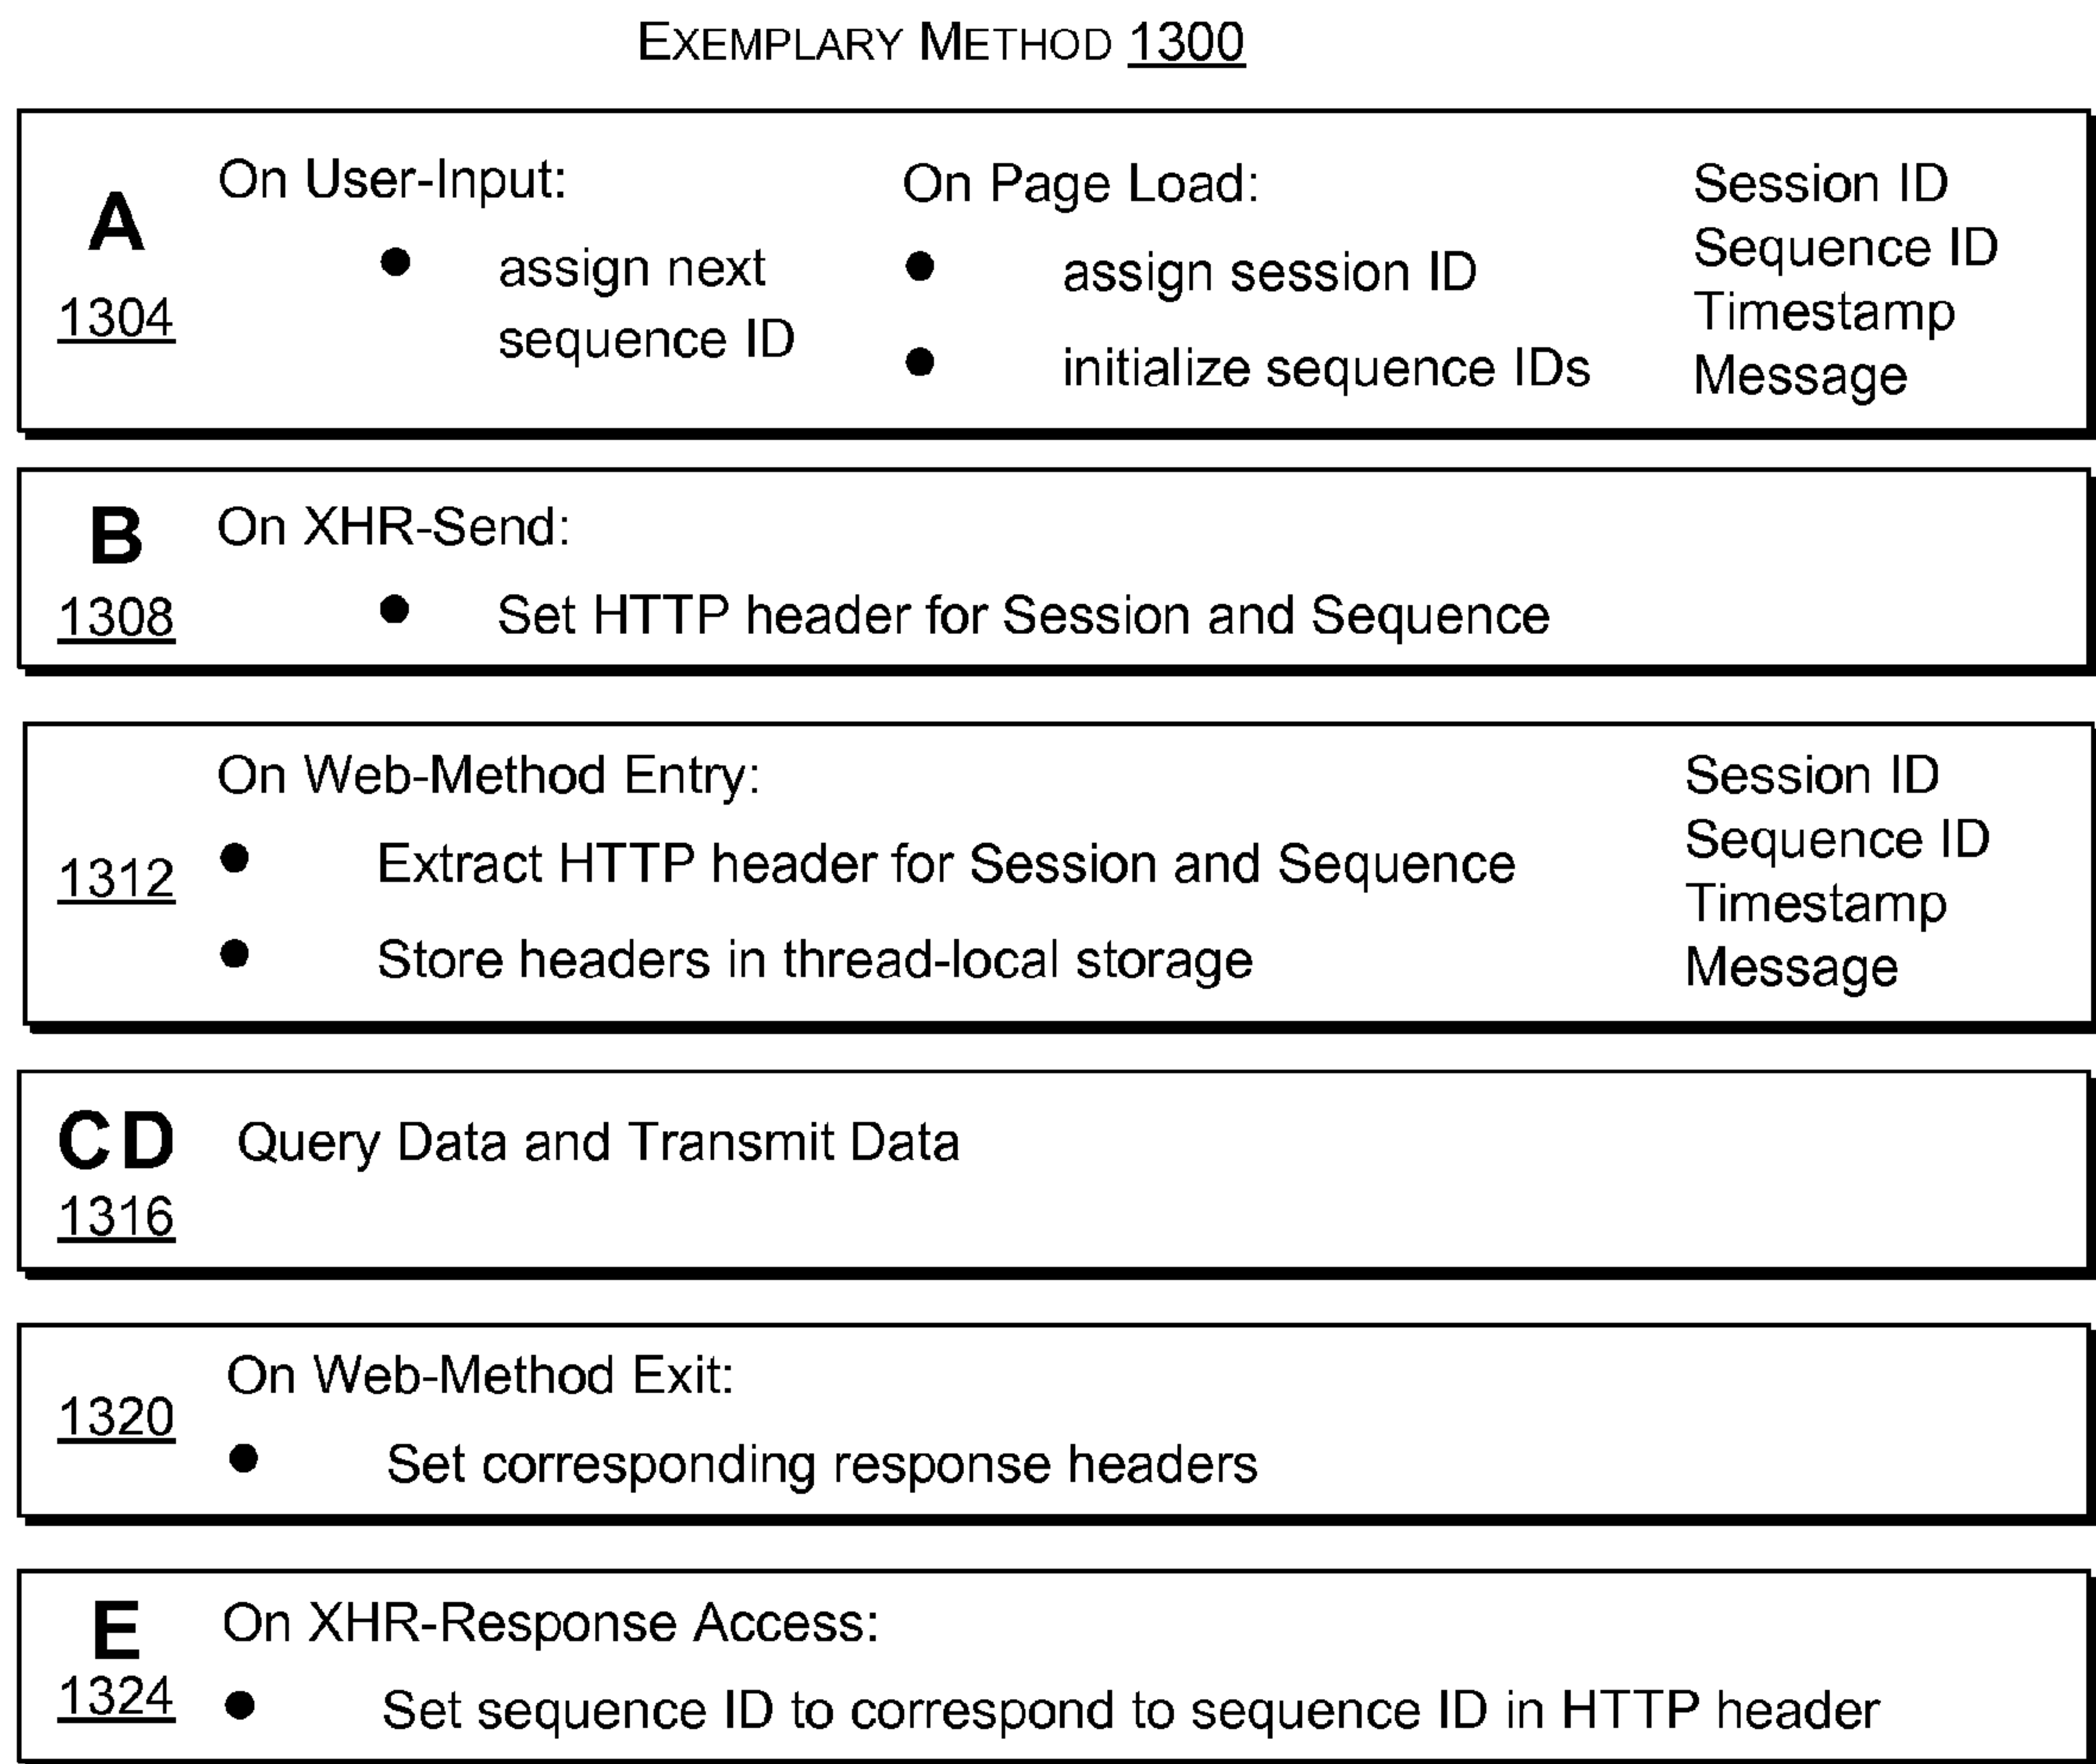 EXEMPLARY METHOD 1300
A
1304
On User-Input:
● assign next
sequence ID
On Page Load:
● assign session ID
● initialize sequence IDs
Session ID
Sequence ID
Timestamp
Message
B
1308
On XHR-Send:
● Set HTTP header for Session and Sequence
1312
On Web-Method Entry:
● Extract HTTP header for Session and Sequence
● Store headers in thread-local storage
Session ID
Sequence ID
Timestamp
Message
CD
1316
Query Data and Transmit Data
1320
On Web-Method Exit:
● Set corresponding response headers
E
1324
On XHR-Response Access:
● Set sequence ID to correspond to sequence ID in HTTP header